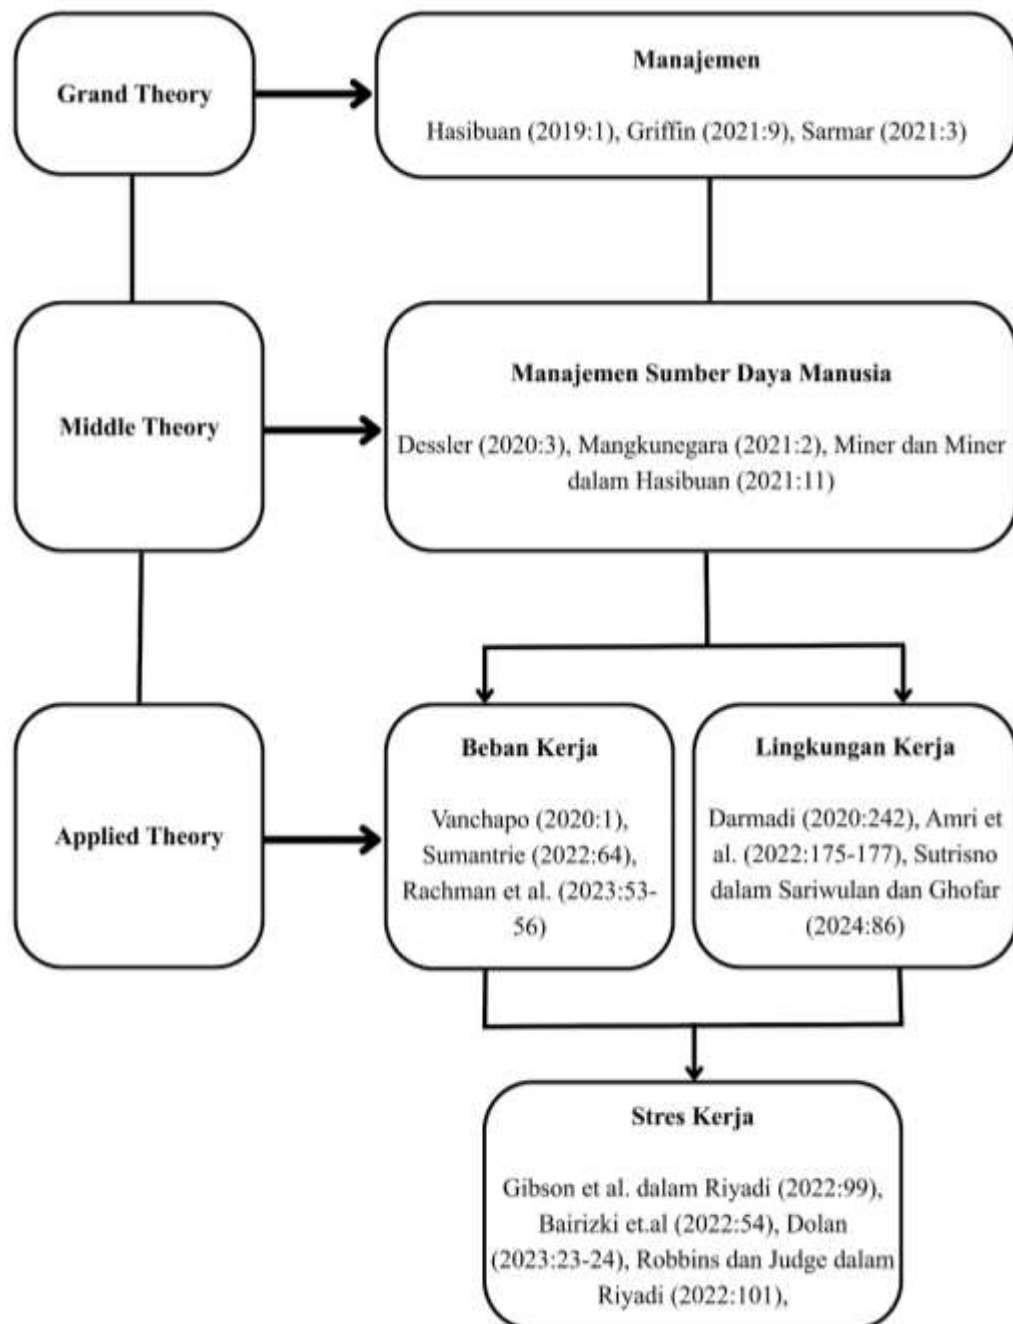 Grand Theory
Manajemen
Hasibuan (2019:1), Griffin (2021:9), Sarmar (2021:3)
Middle Theory
Manajemen Sumber Daya Manusia
Dessler (2020:3), Mangkunegara (2021:2), Miner dan Miner
dalam Hasibuan (2021:11)
Applied Theory
Beban Kerja
Vanchapo (2020:1),
Sumantrie (2022:64),
Rachman et al. (2023:53-
56)
Lingkungan Kerja
Darmadi (2020:242), Amri et
al. (2022:175-177), Sutrisno
dalam Sariwulan dan Ghofar
(2024:86)
Stres Kerja
Gibson et al. dalam Riyadi (2022:99),
Bairizki et.al (2022:54), Dolan
(2023:23-24), Robbins dan Judge dalam
Riyadi (2022:101),